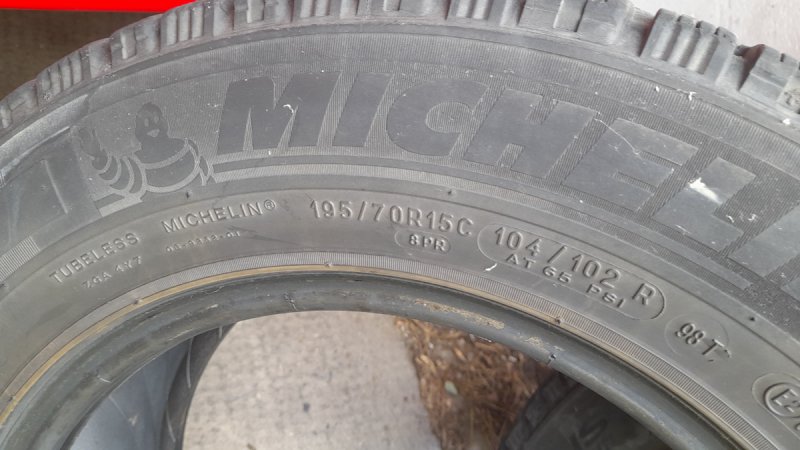 MICHELIN
TUBELESS
MICHELIN®
195/70R15C
8PR
104/102 R
AT 65 PSI
98T